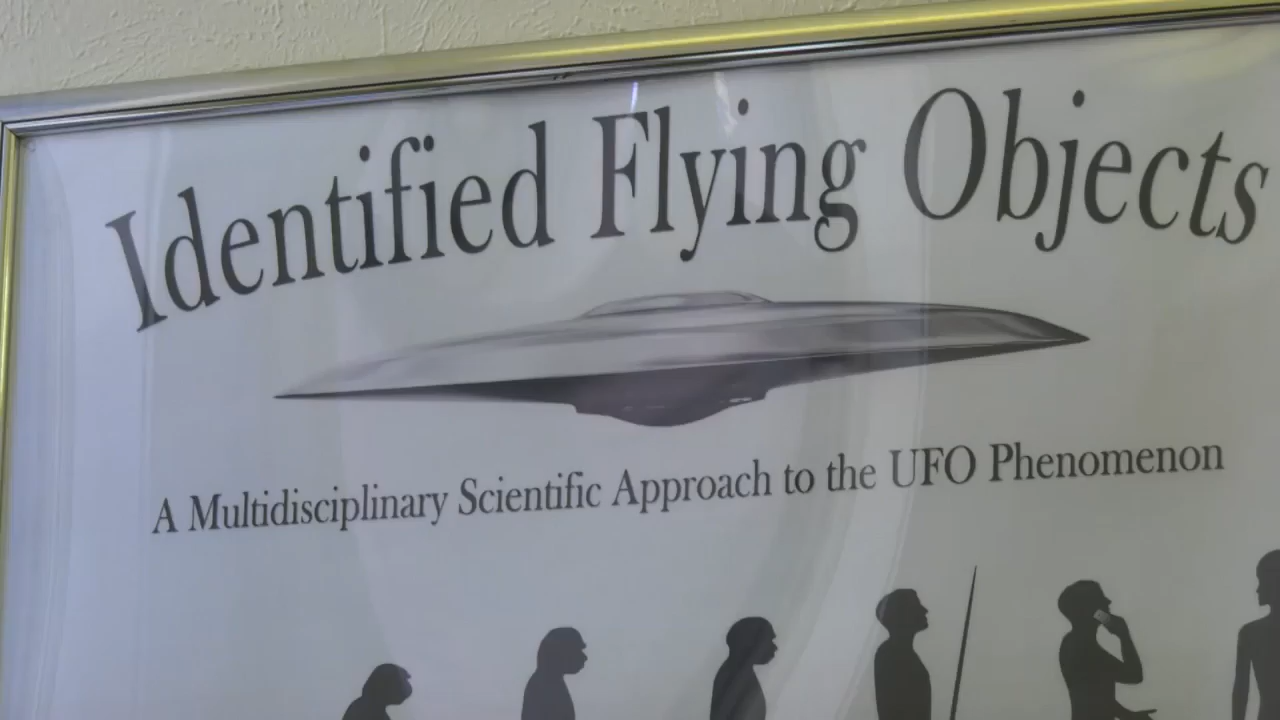 Identified Flying Objects
A Multidisciplinary Scientific Approach to the UFO Phenomenon